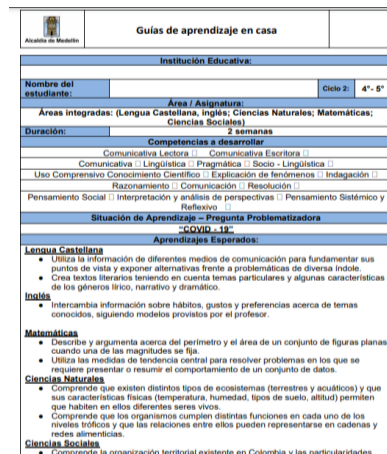 Alcaldía de Medellín
Guías de aprendizaje en casa
Institución Educativa:
Nombre del estudiante:
Ciclo 2:
4°- 5°
Área / Asignatura:
Áreas integradas: (Lengua Castellana, inglés; Ciencias Naturales; Matemáticas;
Ciencias Sociales)
Duración:
2 semanas
Competencias a desarrollar
Comunicativa Lectora □ Comunicativa Escritora □
Comunicativa □ Lingüística □ Pragmática □ Socio - Lingüística □
Uso Comprensivo Conocimiento Científico □ Explicación de fenómenos □ Indagación □
Razonamiento □ Comunicación □ Resolución □
Pensamiento Social □ Interpretación y análisis de perspectivas □ Pensamiento Sistémico y
Reflexivo □
Situación de Aprendizaje – Pregunta Problematizadora
"COVID - 19"
Aprendizajes Esperados:
Lengua Castellana
● Utiliza la información de diferentes medios de comunicación para fundamentar sus
puntos de vista y exponer alternativas frente a problemáticas de diversa índole.
● Crea textos literarios teniendo en cuenta temas particulares y algunas características
de los géneros lírico, narrativo y dramático.
Inglés
● Intercambia información sobre hábitos, gustos y preferencias acerca de temas
conocidos, siguiendo modelos provistos por el profesor.
Matemáticas
● Describe y argumenta acerca del perímetro y el área de un conjunto de figuras planas
cuando una de las magnitudes se fija.
● Utiliza las medidas de tendencia central para resolver problemas en los que se
requiere presentar o resumir el comportamiento de un conjunto de datos.
Ciencias Naturales
● Comprende que existen distintos tipos de ecosistemas (terrestres y acuáticos) y que
sus características físicas (temperatura, humedad, tipos de suelo, altitud) permiten
que habiten en ellos diferentes seres vivos.
● Comprende que los organismos cumplen distintas funciones en cada uno de los
niveles tróficos y que las relaciones entre ellos pueden representarse en cadenas y
redes alimenticias.
Ciencias Sociales
● Comprende la organización territorial existente en Colombia y las particularidades